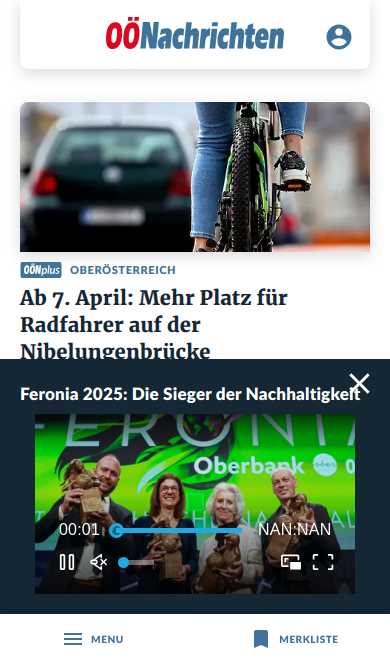 OÖNachrichten
OÖNplus OBERÖSTERREICH
Ab 7. April: Mehr Platz für
Radfahrer auf der
Nibelungenbrücke
Feronia 2025: Die Sieger der Nachhaltigkeit
FERONIA
Oberbank
00:01
NAN:NAN
MENU
MERKLISTE